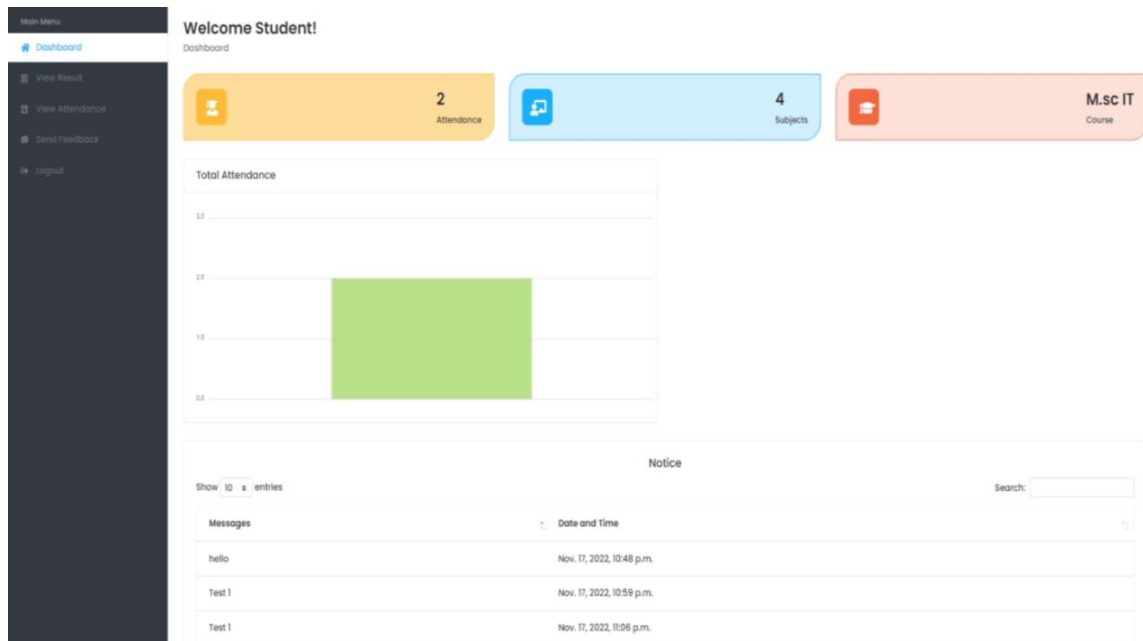 Main Menu
Dashboard
View Result
View Attendance
Send Feedback
Logout
Welcome Student!
Dashboard
2
Attendance
4
Subjects
M.sc IT
Course
Total Attendance
3.0
2.0
1.0
0.0
Notice
Show 10 entries
Search:
Messages Date and Time
hello Nov. 17, 2022, 10:48 p.m.
Test 1 Nov. 17, 2022, 10:59 p.m.
Test 1 Nov. 17, 2022, 11:06 p.m.